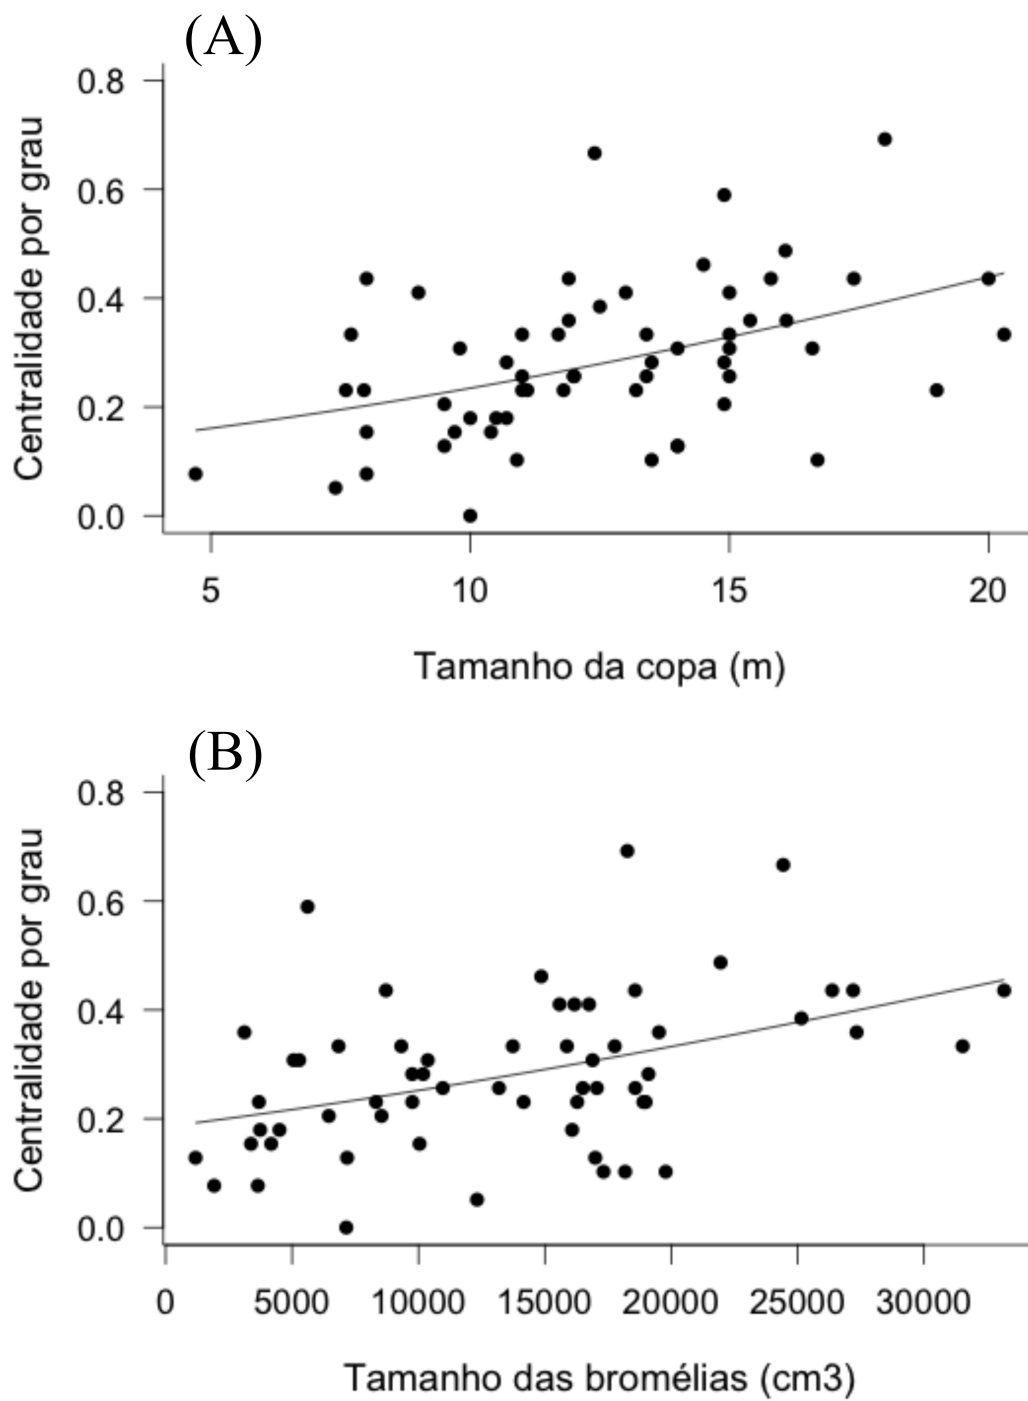 (A)
Centralidade por grau
0.8
0.6
0.4
0.2
0.0
5 10 15 20
Tamanho da copa (m)
(B)
Centralidade por grau
0.8
0.6
0.4
0.2
0.0
0 5000 10000 15000 20000 25000 30000
Tamanho das bromélias (cm3)